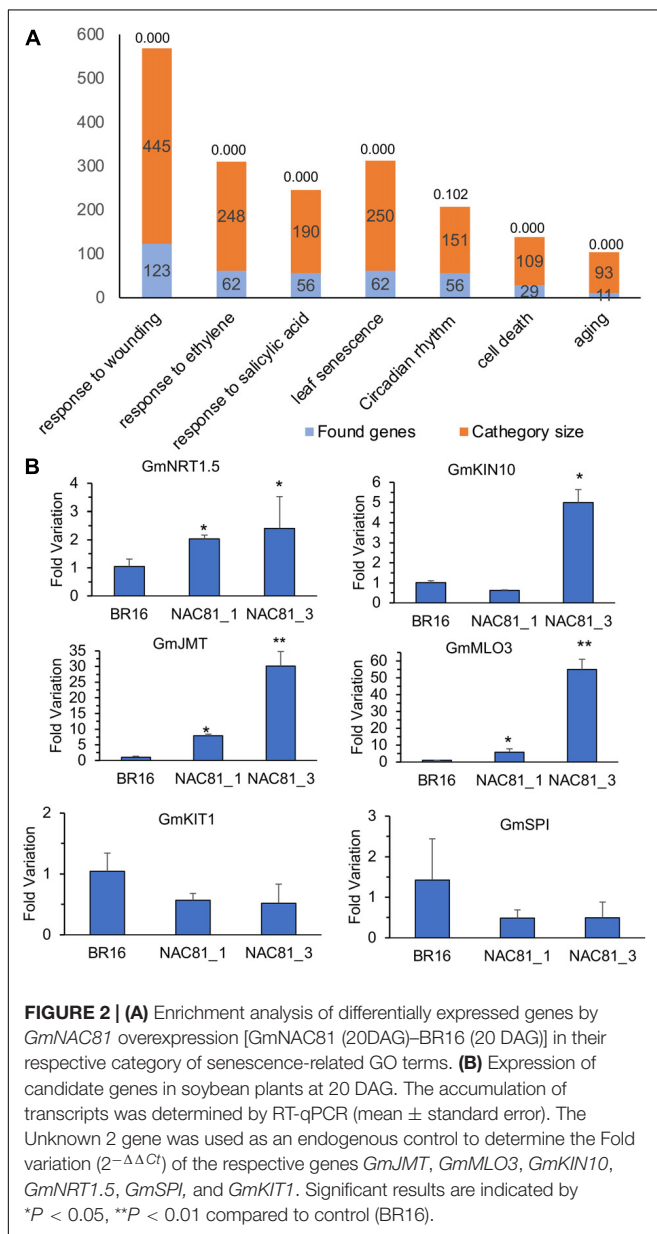 A
600
500
400
300
200
100
0
0.000
0.000
0.000
0.000
0.102
0.000
0.000
445
248
190
250
151
109
93
123
62
56
62
56
29
11
response to wounding
response to ethylene
response to salicylic acid
leaf senescence
Circadian rhythm
cell death
aging
Found genes
Cathegory size
B
GmNRT1.5
Fold Variation
4
3
2
1
0
*
*
BR16
NAC81_1
NAC81_3
GmKIN10
Fold Variation
6
5
4
3
2
1
0
*
BR16
NAC81_1
NAC81_3
GmJMT
Fold Variation
35
30
25
20
15
10
5
0
*
**
BR16
NAC81_1
NAC81_3
GmMLO3
Fold Variation
60
50
40
30
20
10
0
*
**
BR16
NAC81_1
NAC81_3
GmKIT1
Fold Variation
2
1
0
BR16
NAC81_1
NAC81_3
GmSPI
Fold Variation
3
2
1
0
BR16
NAC81_1
NAC81_3
FIGURE 2 | (A) Enrichment analysis of differentially expressed genes by
GmNAC81 overexpression [GmNAC81 (20DAG)–BR16 (20 DAG)] in their
respective category of senescence-related GO terms. (B) Expression of
candidate genes in soybean plants at 20 DAG. The accumulation of
transcripts was determined by RT-qPCR (mean ± standard error). The
Unknown 2 gene was used as an endogenous control to determine the Fold
variation (2−ΔΔCt) of the respective genes GmJMT, GmMLO3, GmKIN10,
GmNRT1.5, GmSPI, and GmKIT1. Significant results are indicated by
*P < 0.05, **P < 0.01 compared to control (BR16).